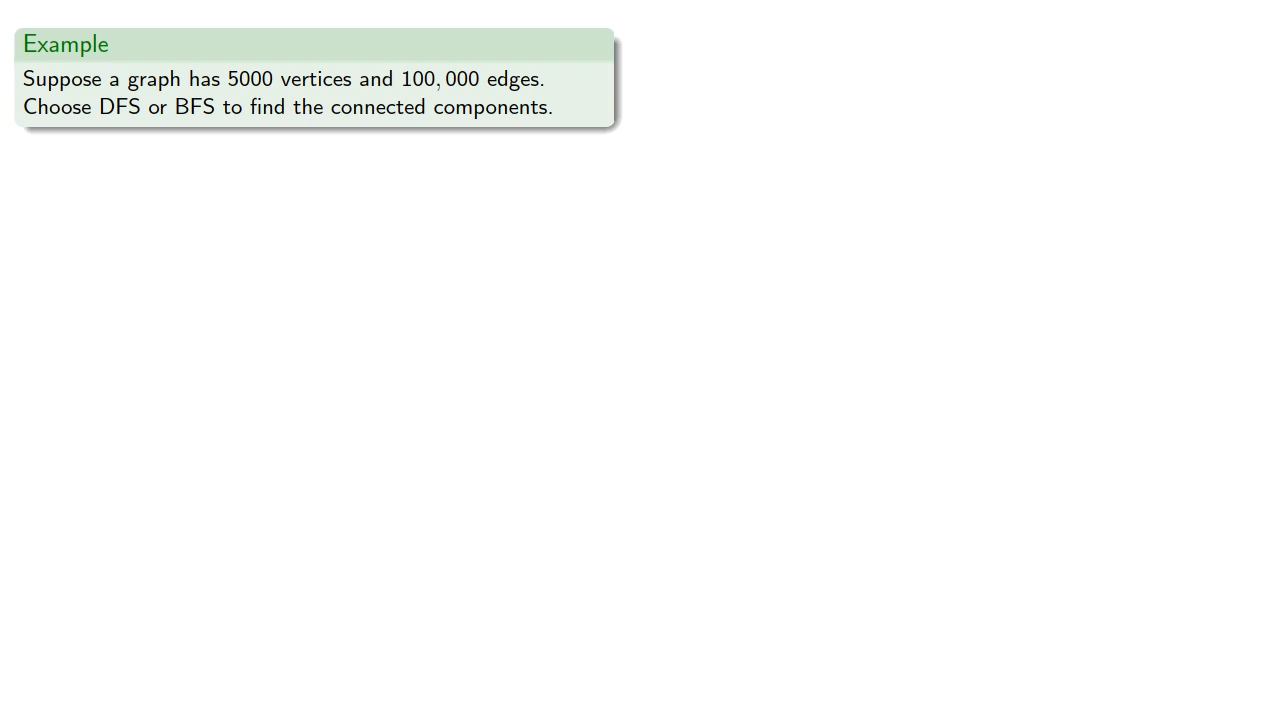 Example
Suppose a graph has 5000 vertices and 100, 000 edges.
Choose DFS or BFS to find the connected components.